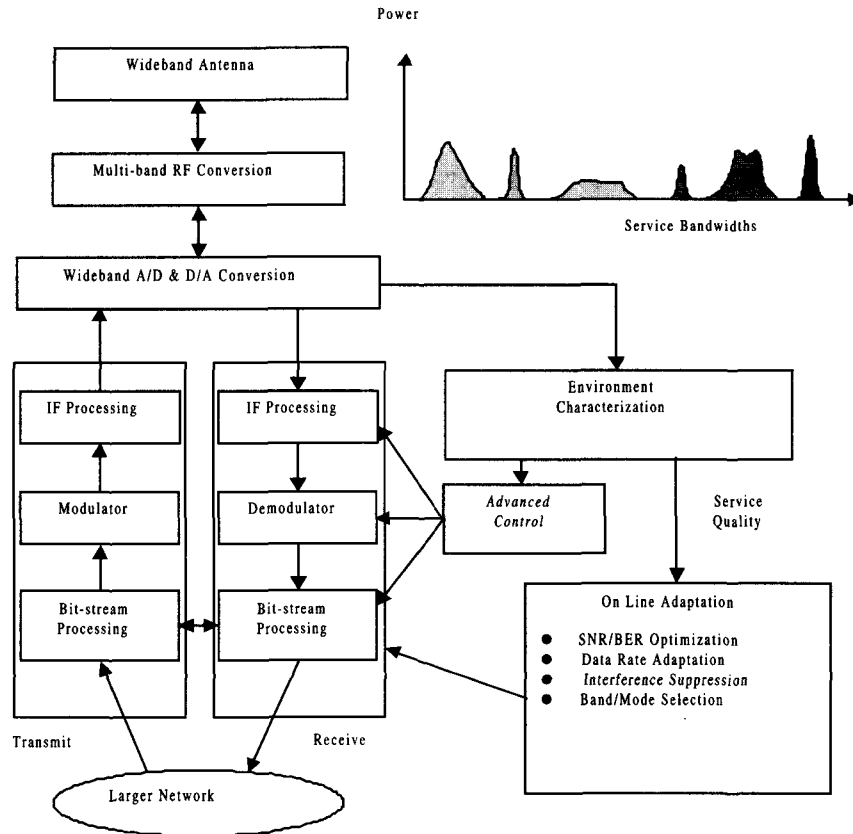 Power
Wideband Antenna
Multi-band RF Conversion
Service Bandwidths
Wideband A/D & D/A Conversion
IF Processing
IF Processing
Environment
Characterization
Modulator
Demodulator
Advanced
Control
Service
Quality
Bit-stream
Processing
Bit-stream
Processing
On Line Adaptation
SNR/BER Optimization
Data Rate Adaptation
Interference Suppression
Band/Mode Selection
Transmit
Receive
Larger Network